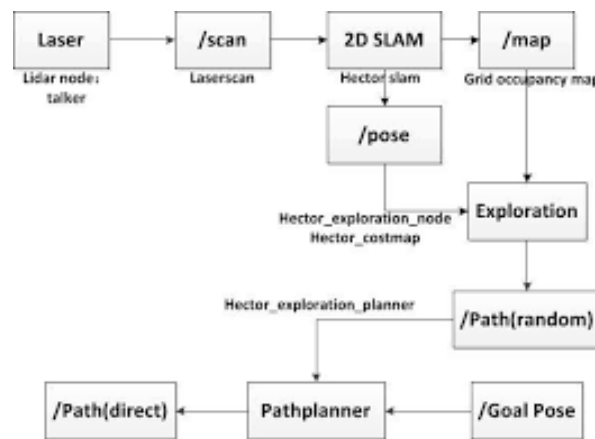 Laser
/scan
2D SLAM
/map
Lidar node:
talker
Laserscan
Hector slam
Grid occupancy map
/pose
Hector_exploration_node
Hector_costmap
Exploration
Hector_exploration_planner
/Path(random)
/Path(direct)
Pathplanner
/Goal Pose